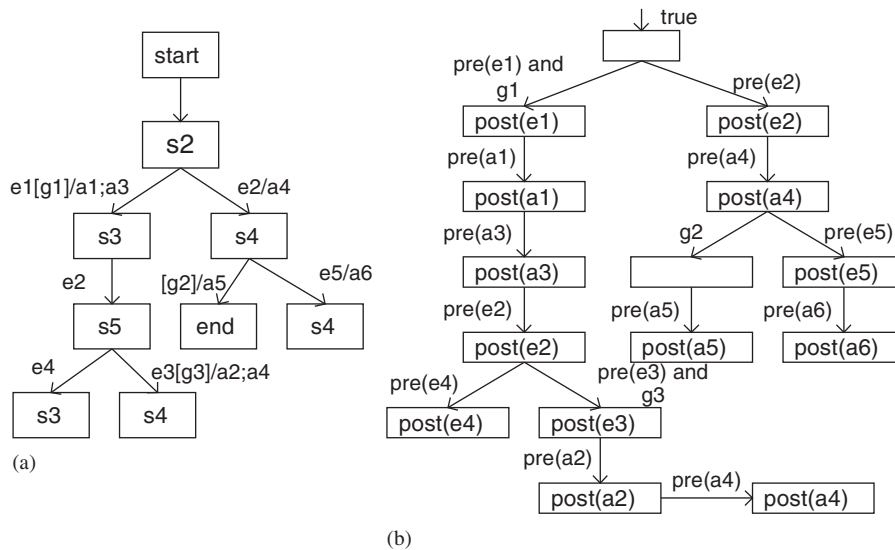 start
s2
e1[g1]/a1;a3
e2/a4
s3
s4
e2
[g2]/a5
e5/a6
s5
end
s4
e4
e3[g3]/a2;a4
s3
s4
(a)
true
pre(e1) and
g1
pre(e2)
post(e1)
post(e2)
pre(a1)
pre(a4)
post(a1)
post(a4)
pre(a3)
g2
pre(e5)
post(a3)
post(e5)
pre(e2)
pre(a5)
pre(a6)
post(e2)
post(a5)
post(a6)
pre(e4)
pre(e3) and
g3
post(e4)
post(e3)
pre(a2)
post(a2)
pre(a4)
post(a4)
(b)